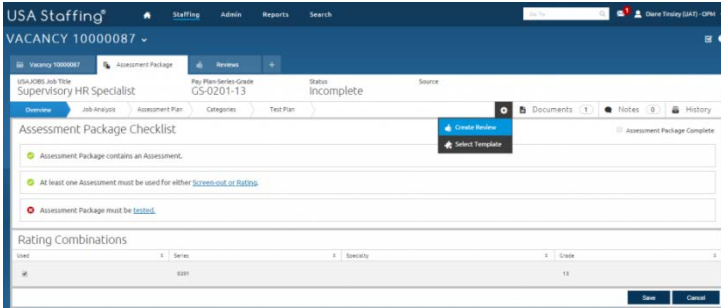 USA Staffing®
Staffing Admin Reports Search
Go To
1
Diane Tinsley (UAT) - OPM
VACANCY 10000087
Vacancy 10000087 Assessment Package Reviews +
USAJOBS Job Title Pay Plan-Series-Grade Status Source
Supervisory HR Specialist GS-0201-13 Incomplete
Overview Job Analysis Assessment Plan Categories Test Plan Documents 1 Notes 0 History
Assessment Package Checklist Create Review Assessment Package Complete
Select Template
Assessment Package contains an Assessment.
At least one Assessment must be used for either Screen-out or Rating.
Assessment Package must be tested.
Rating Combinations
Used Series Specialty Grade
0201 13
Save Cancel